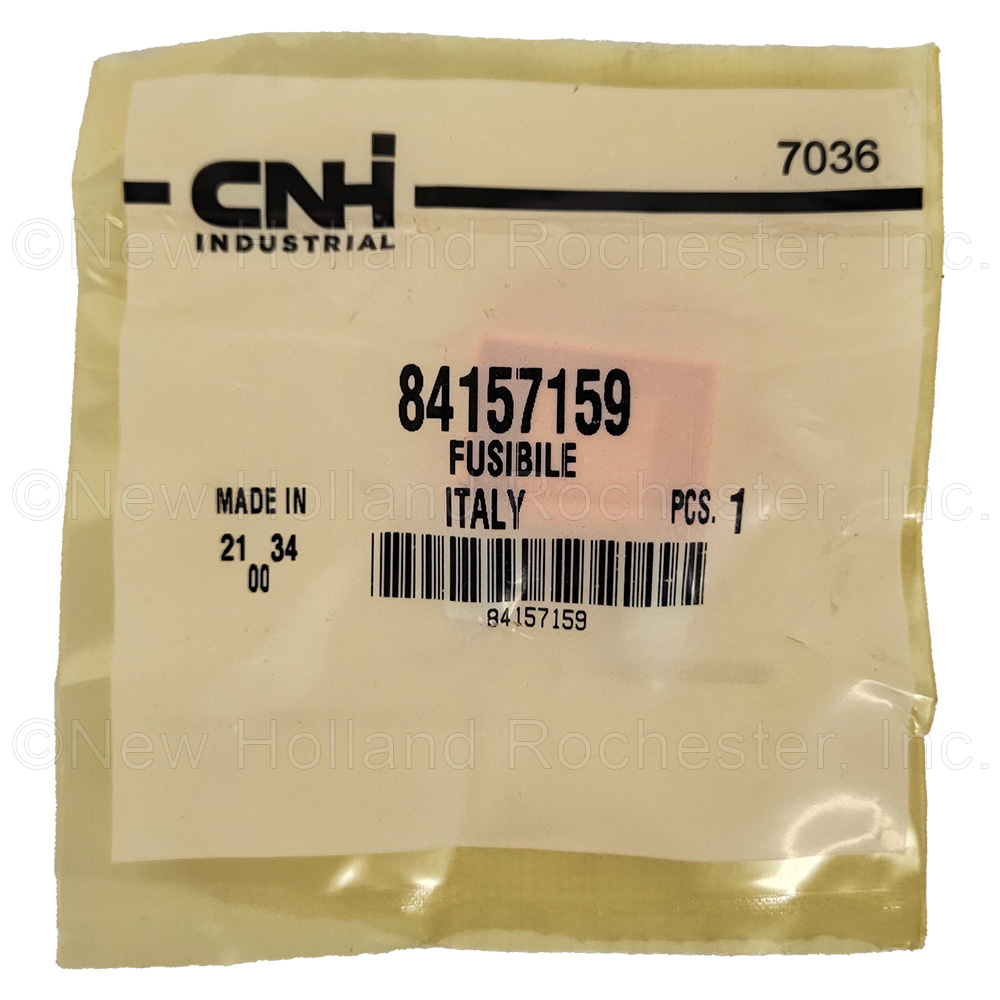 7036
CNH
INDUSTRIAL
©New Holland Rochester, Inc.
84157159
FUSIBILE
©New Holland Rochester, Inc.
MADE IN ITALY PCS. 1
21 34
00
84157159
©New Holland Rochester, Inc.